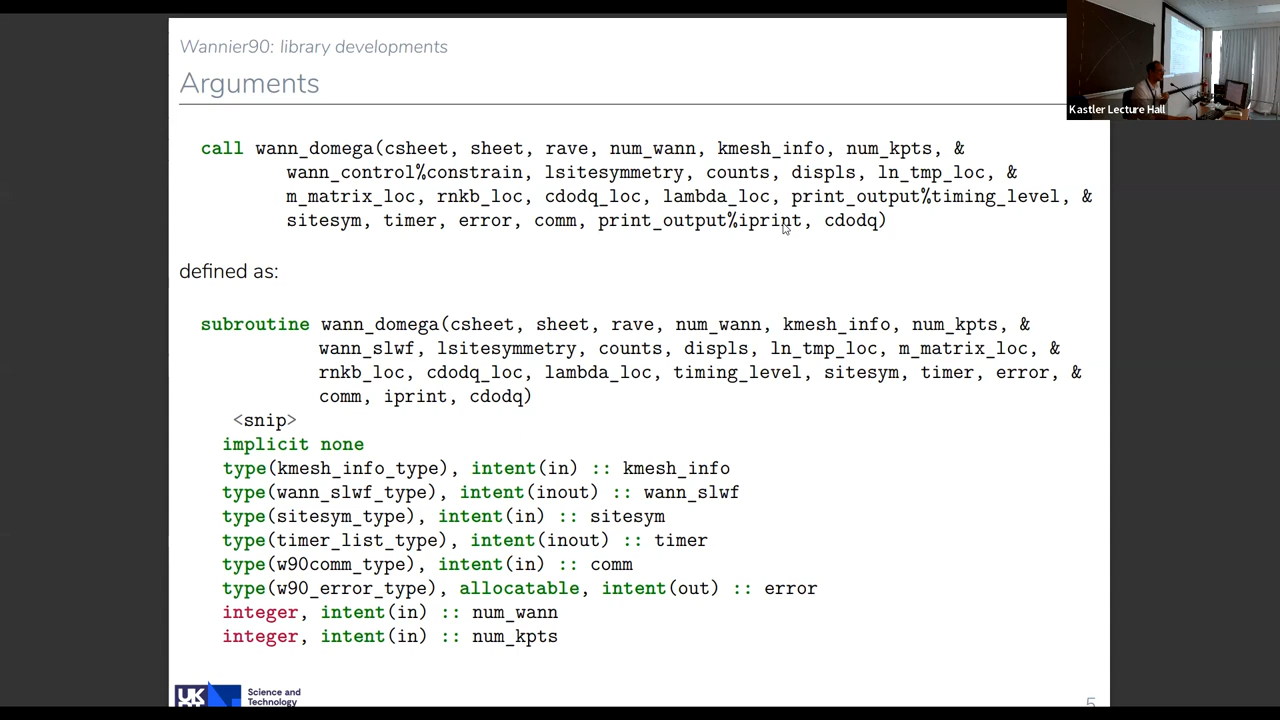 Wannier90: library developments
Arguments
Kastler Lecture Hall
call wann_domega(csheet, sheet, rave, num_wann, kmesh_info, num_kpts, &
wann_control%constrain, lsitesymmetry, counts, displs, ln_tmp_loc, &
m_matrix_loc, rnkb_loc, cdodq_loc, lambda_loc, print_output%timing_level, &
sitesym, timer, error, comm, print_output%iprint, cdodq)
defined as:
subroutine wann_domega(csheet, sheet, rave, num_wann, kmesh_info, num_kpts, &
wann_slwf, lsitesymmetry, counts, displs, ln_tmp_loc, m_matrix_loc, &
rnkb_loc, cdodq_loc, lambda_loc, timing_level, sitesym, timer, error, &
comm, iprint, cdodq)
<snip>
implicit none
type(kmesh_info_type), intent(in) :: kmesh_info
type(wann_slwf_type), intent(inout) :: wann_slwf
type(sitesym_type), intent(in) :: sitesym
type(timer_list_type), intent(inout) :: timer
type(w90comm_type), intent(in) :: comm
type(w90_error_type), allocatable, intent(out) :: error
integer, intent(in) :: num_wann
integer, intent(in) :: num_kpts
UK
Science and
Technology
5